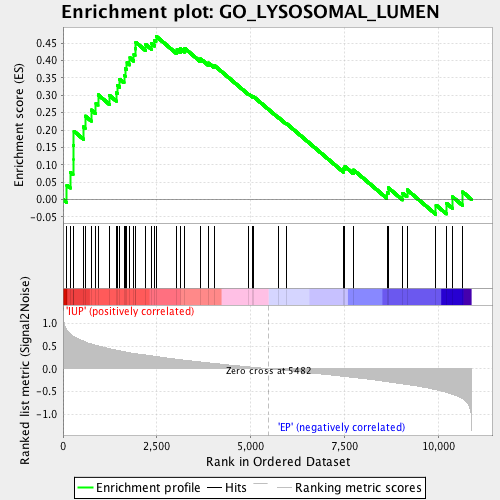 Enrichment plot: GO_LYSOSOMAL_LUMEN
Enrichment score (ES)
0.45
0.40
0.35
0.30
0.25
0.20
0.15
0.10
0.05
0.00
-0.05
Ranked list metric (Signal2Noise)
1.0
0.5
0.0
-0.5
-1.0
'IUP' (positively correlated)
Zero cross at 5482
'EP' (negatively correlated)
0 2,500 5,000 7,500 10,000
Rank in Ordered Dataset
Enrichment profile Hits Ranking metric scores